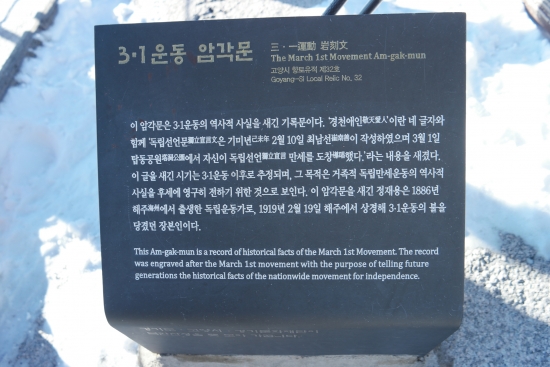 3·1운동 암각문
三·一運動 岩刻文
The March 1st Movement Am-gak-mun
고양시 향토유적 제32호
Goyang-Si Local Relic No. 32
이 암각문은 3·1운동의 역사적 사실을 새긴 기록문이다. '경천애인敬天愛人'이란 네 글자와
함께 '독립선언문獨立宣言文은 기미년己未年 2월 10일 최남선崔南善이 작성하였으며 3월 1일
탑동공원塔洞公園에서 자신이 독립선언獨立宣言 만세를 도창導唱했다.'라는 내용을 새겼다.
이 글을 새긴 시기는 3·1운동 이후로 추정되며, 그 목적은 거족적 독립만세운동의 역사적
사실을 후세에 영구히 전하기 위한 것으로 보인다. 이 암각문을 새긴 정재용은 1886년
해주海州에서 출생한 독립운동가로, 1919년 2월 19일 해주에서 상경해 3·1운동의 불을
당겼던 장본인이다.
This Am-gak-mun is a record of historical facts of the March 1st Movement. The record
was engraved after the March 1st movement with the purpose of telling future
generations the historical facts of the nationwide movement for independence.